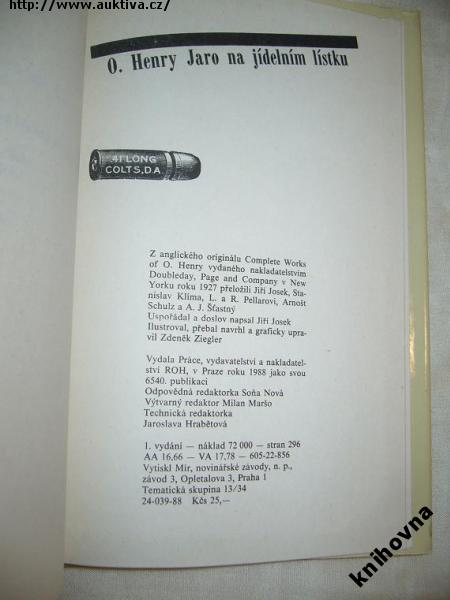 http://www.auktiva.cz/
O. Henry Jaro na jídelním lístku
.41 LONG
COLTS, D.A.
Z anglického originálu Complete Works
of O. Henry vydaného nakladatelstvím
Doubleday, Page and Company v New
Yorku roku 1927 přeložili Jiří Josek, Sta-
nislav Klíma, L. a R. Pellarovi, Arnošt
Schulz a A. J. Šťastný
Uspořádal a doslov napsal Jiří Josek
Ilustroval, přebal navrhl a graficky upra-
vil Zdeněk Ziegler
Vydala Práce, vydavatelství a nakladatel-
ství ROH, v Praze roku 1988 jako svou
6540. publikaci
Odpovědná redaktorka Soňa Nová
Výtvarný redaktor Milan Maršo
Technická redaktorka
Jaroslava Hrabětová
1. vydání — náklad 72 000 — stran 296
AA 16,66 — VA 17,78 — 605-22-856
Vytiskl Mír, novinářské závody, n. p.,
závod 3, Opletalova 3, Praha 1
Tematická skupina 13/34
24-039-88 Kčs 25,—
knihovna